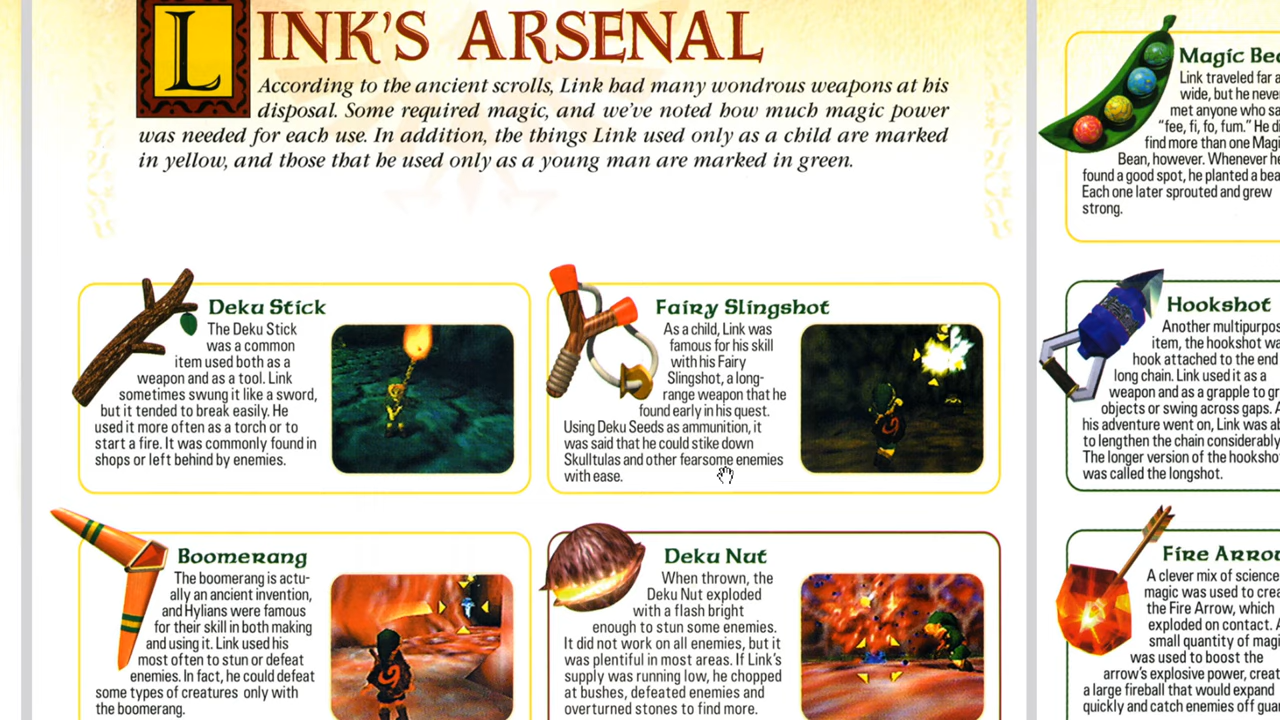 LINK'S ARSENAL
According to the ancient scrolls, Link had many wondrous weapons at his
disposal. Some required magic, and we've noted how much magic power
was needed for each use. In addition, the things Link used only as a child are marked
in yellow, and those that he used only as a young man are marked in green.
Deku Stick
The Deku Stick
was a common
item used both as a
weapon and as a tool. Link
sometimes swung it like a sword,
but it tended to break easily. He
used it more often as a torch or to
start a fire. It was commonly found in
shops or left behind by enemies.
Fairy Slingshot
As a child, Link was
famous for his skill
with his Fairy
Slingshot, a long-
range weapon that he
found early in his quest.
Using Deku Seeds as ammunition, it
was said that he could stike down
Skulltulas and other fearsome enemies
with ease.
Boomerang
The boomerang is actu-
ally an ancient invention,
and Hylians were famous
for their skill in both making
and using it. Link used his
most often to stun or defeat
enemies. In fact, he could defeat
some types of creatures only with
the boomerang.
Deku Nut
When thrown, the
Deku Nut exploded
with a flash bright
enough to stun some enemies.
It did not work on all enemies, but it
was plentiful in most areas. If Link's
supply was running low, he chopped
at bushes, defeated enemies and
overturned stones to find more.
Magic
Link traveled far
wide, but he never
met anyone who
"fee, fi, fo, fum." He
find more than one
Bean, however. Whenever
found a good spot, he planted a
Each one later sprouted and grew
strong.
Hookshot
Another
item, the hookshot
hook attached to the end
long chain. Link used it as a
weapon and as a grapple to
objects or swing across gaps.
his adventure went on, Link was
to lengthen the chain considerably
The longer version of the
was called the longshot.
Fire
A clever mix of science
magic was used to
the Fire Arrow, which
exploded on contact.
small quantity of
was used to boost the
arrow's explosive power,
a large fireball that would expand
quickly and catch enemies off